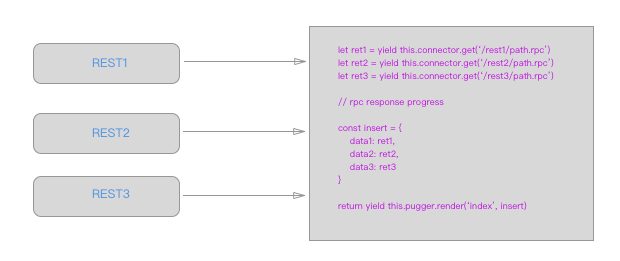 REST1
REST2
REST3
let ret1 = yield this.connector.get('/rest1/path.rpc')
let ret2 = yield this.connector.get('/rest2/path.rpc')
let ret3 = yield this.connector.get('/rest3/path.rpc')
// rpc response progress
const insert = {
data1: ret1,
data2: ret2,
data3: ret3
}
return yield this.pugger.render('index', insert)